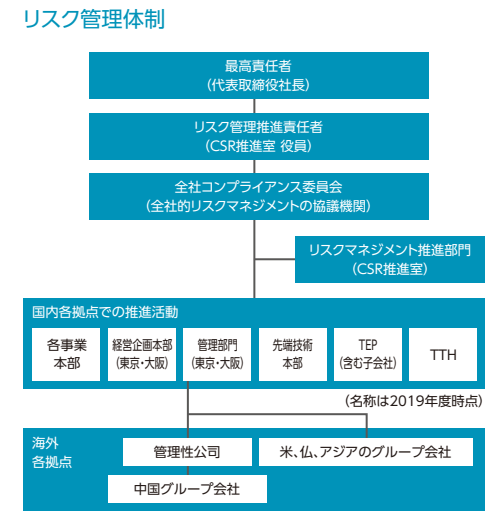 リスク管理体制
最高責任者
（代表取締役社長）
リスク管理推進責任者
（CSR推進室 役員）
全社コンプライアンス委員会
（全社的リスクマネジメントの協議機関）
リスクマネジメント推進部門
（CSR推進室）
国内各拠点での推進活動
各事業
本部
経営企画本部
（東京・大阪）
管理部門
（東京・大阪）
先端技術
本部
TEP
（含む子会社）
TTH
（名称は2019年度時点）
海外
各拠点
管理性公司
米、仏、アジアのグループ会社
中国グループ会社